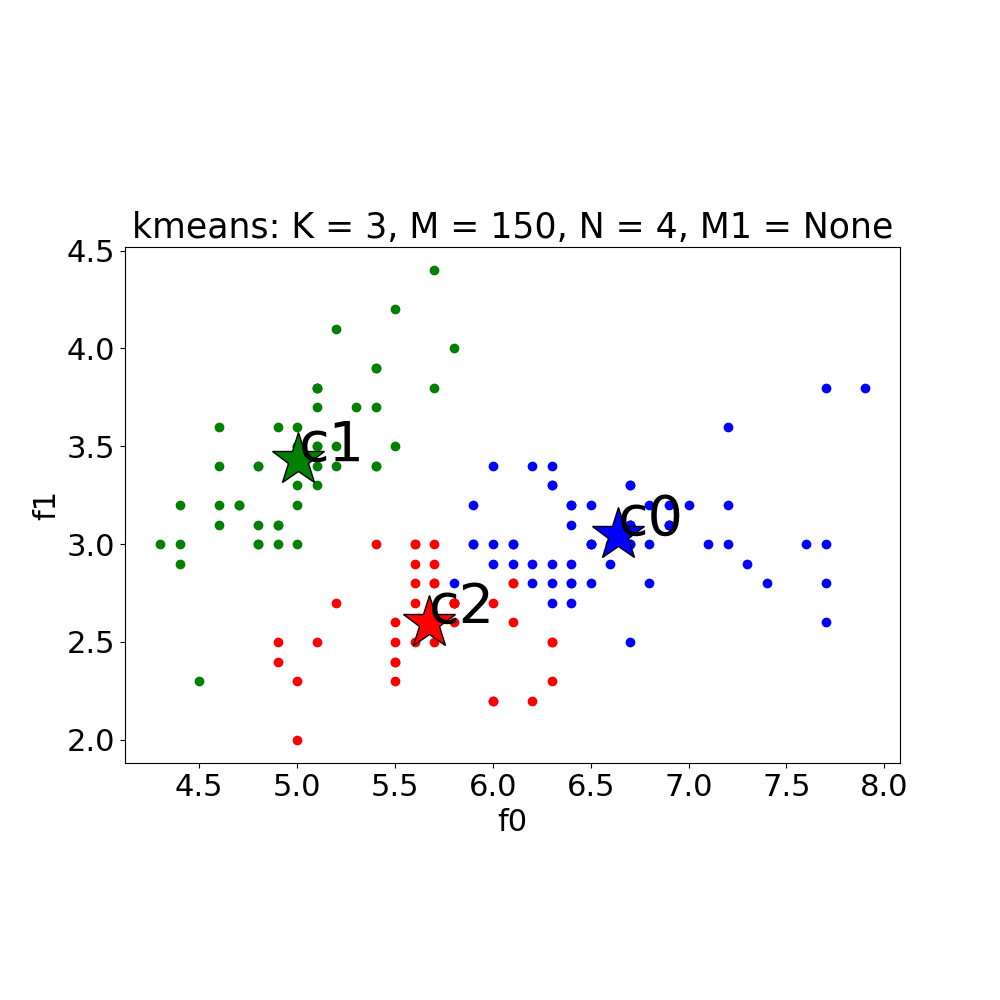 kmeans: K = 3, M = 150, N = 4, M1 = None
4.5
4.0
3.5
3.0
2.5
2.0
f1
c1
c0
c2
4.5 5.0 5.5 6.0 6.5 7.0 7.5 8.0
f0